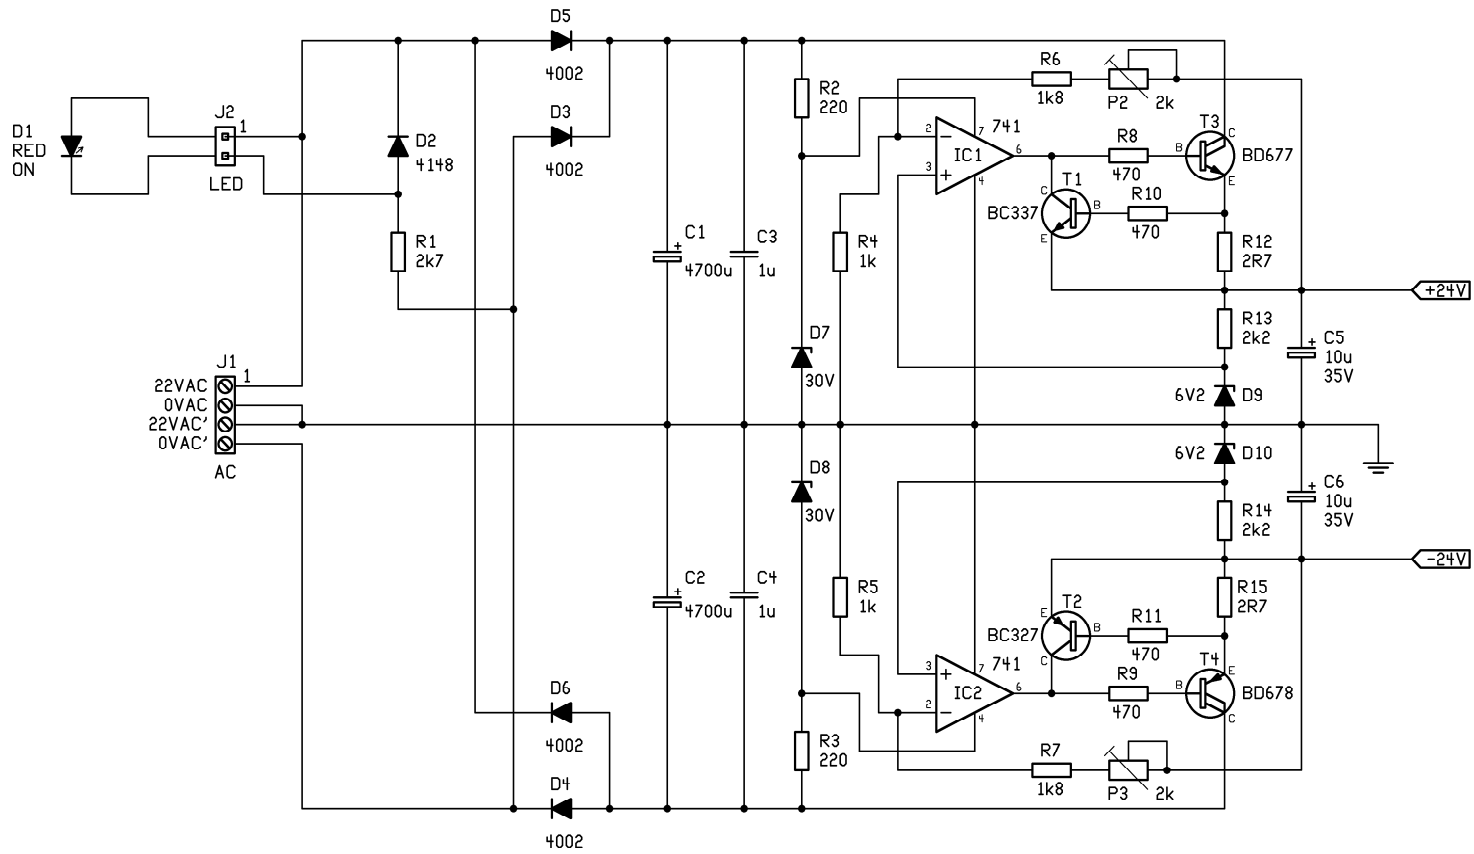 D5
4002
D3
4002
J2
1
LED
D1
RED
ON
D2
4148
R1
2k7
J1
1
22VAC
0VAC
22VAC'
0VAC'
AC
D6
4002
D4
4002
C1
+
4700u
C3
1u
C2
+
4700u
C4
1u
R2
220
D7
30V
D8
30V
R3
220
R4
1k
R5
1k
R6
1k8
P2
2k
741
IC1
2
3
7
6
4
−
+
R8
470
T3
BD677
B
C
E
T1
BC337
C
B
E
R10
470
R12
2R7
+24V
R13
2k2
C5
+
10u
35V
6V2
D9
6V2
D10
C6
+
10u
35V
R14
2k2
-24V
R15
2R7
T2
BC327
E
B
C
R11
470
T4
BD678
E
B
C
R9
470
741
IC2
3
2
7
6
4
+
−
R7
1k8
P3
2k